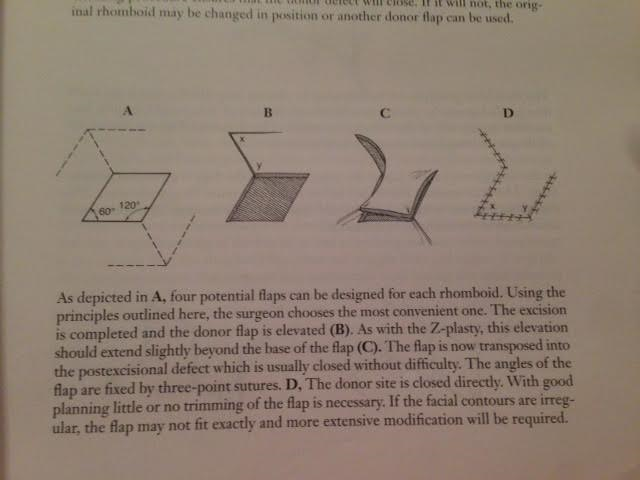 inal rhomboid may be changed in position or another donor flap can be used.
A B C D
x
y
60° 120°
x y
As depicted in A, four potential flaps can be designed for each rhomboid. Using the
principles outlined here, the surgeon chooses the most convenient one. The excision
is completed and the donor flap is elevated (B). As with the Z-plasty, this elevation
should extend slightly beyond the base of the flap (C). The flap is now transposed into
the postexcisional defect which is usually closed without difficulty. The angles of the
flap are fixed by three-point sutures. D, The donor site is closed directly. With good
planning little or no trimming of the flap is necessary. If the facial contours are irreg-
ular, the flap may not fit exactly and more extensive modification will be required.